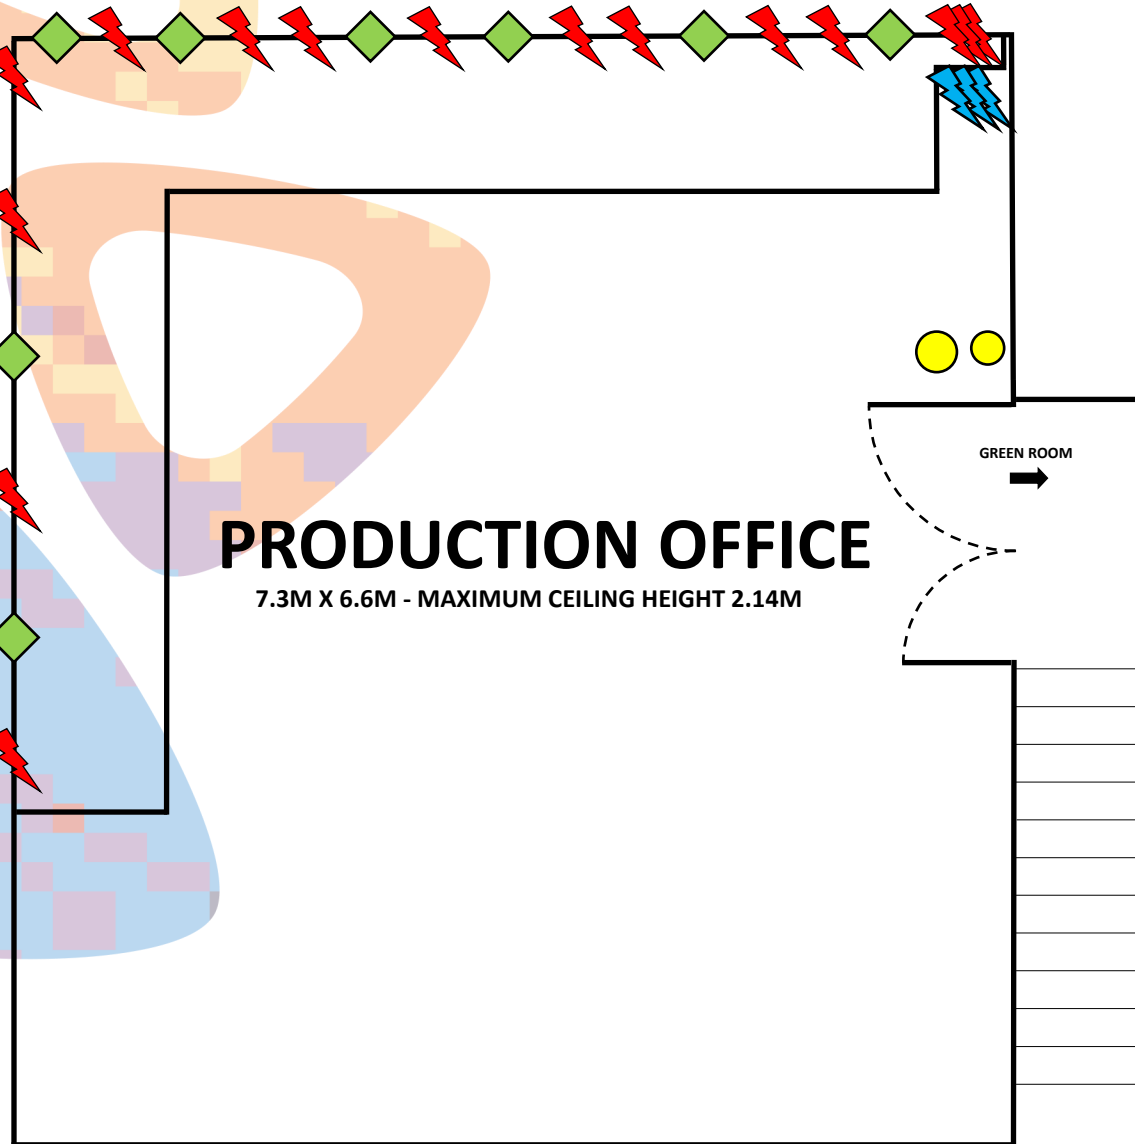 GREEN ROOM
PRODUCTION OFFICE
7.3M X 6.6M - MAXIMUM CEILING HEIGHT 2.14M